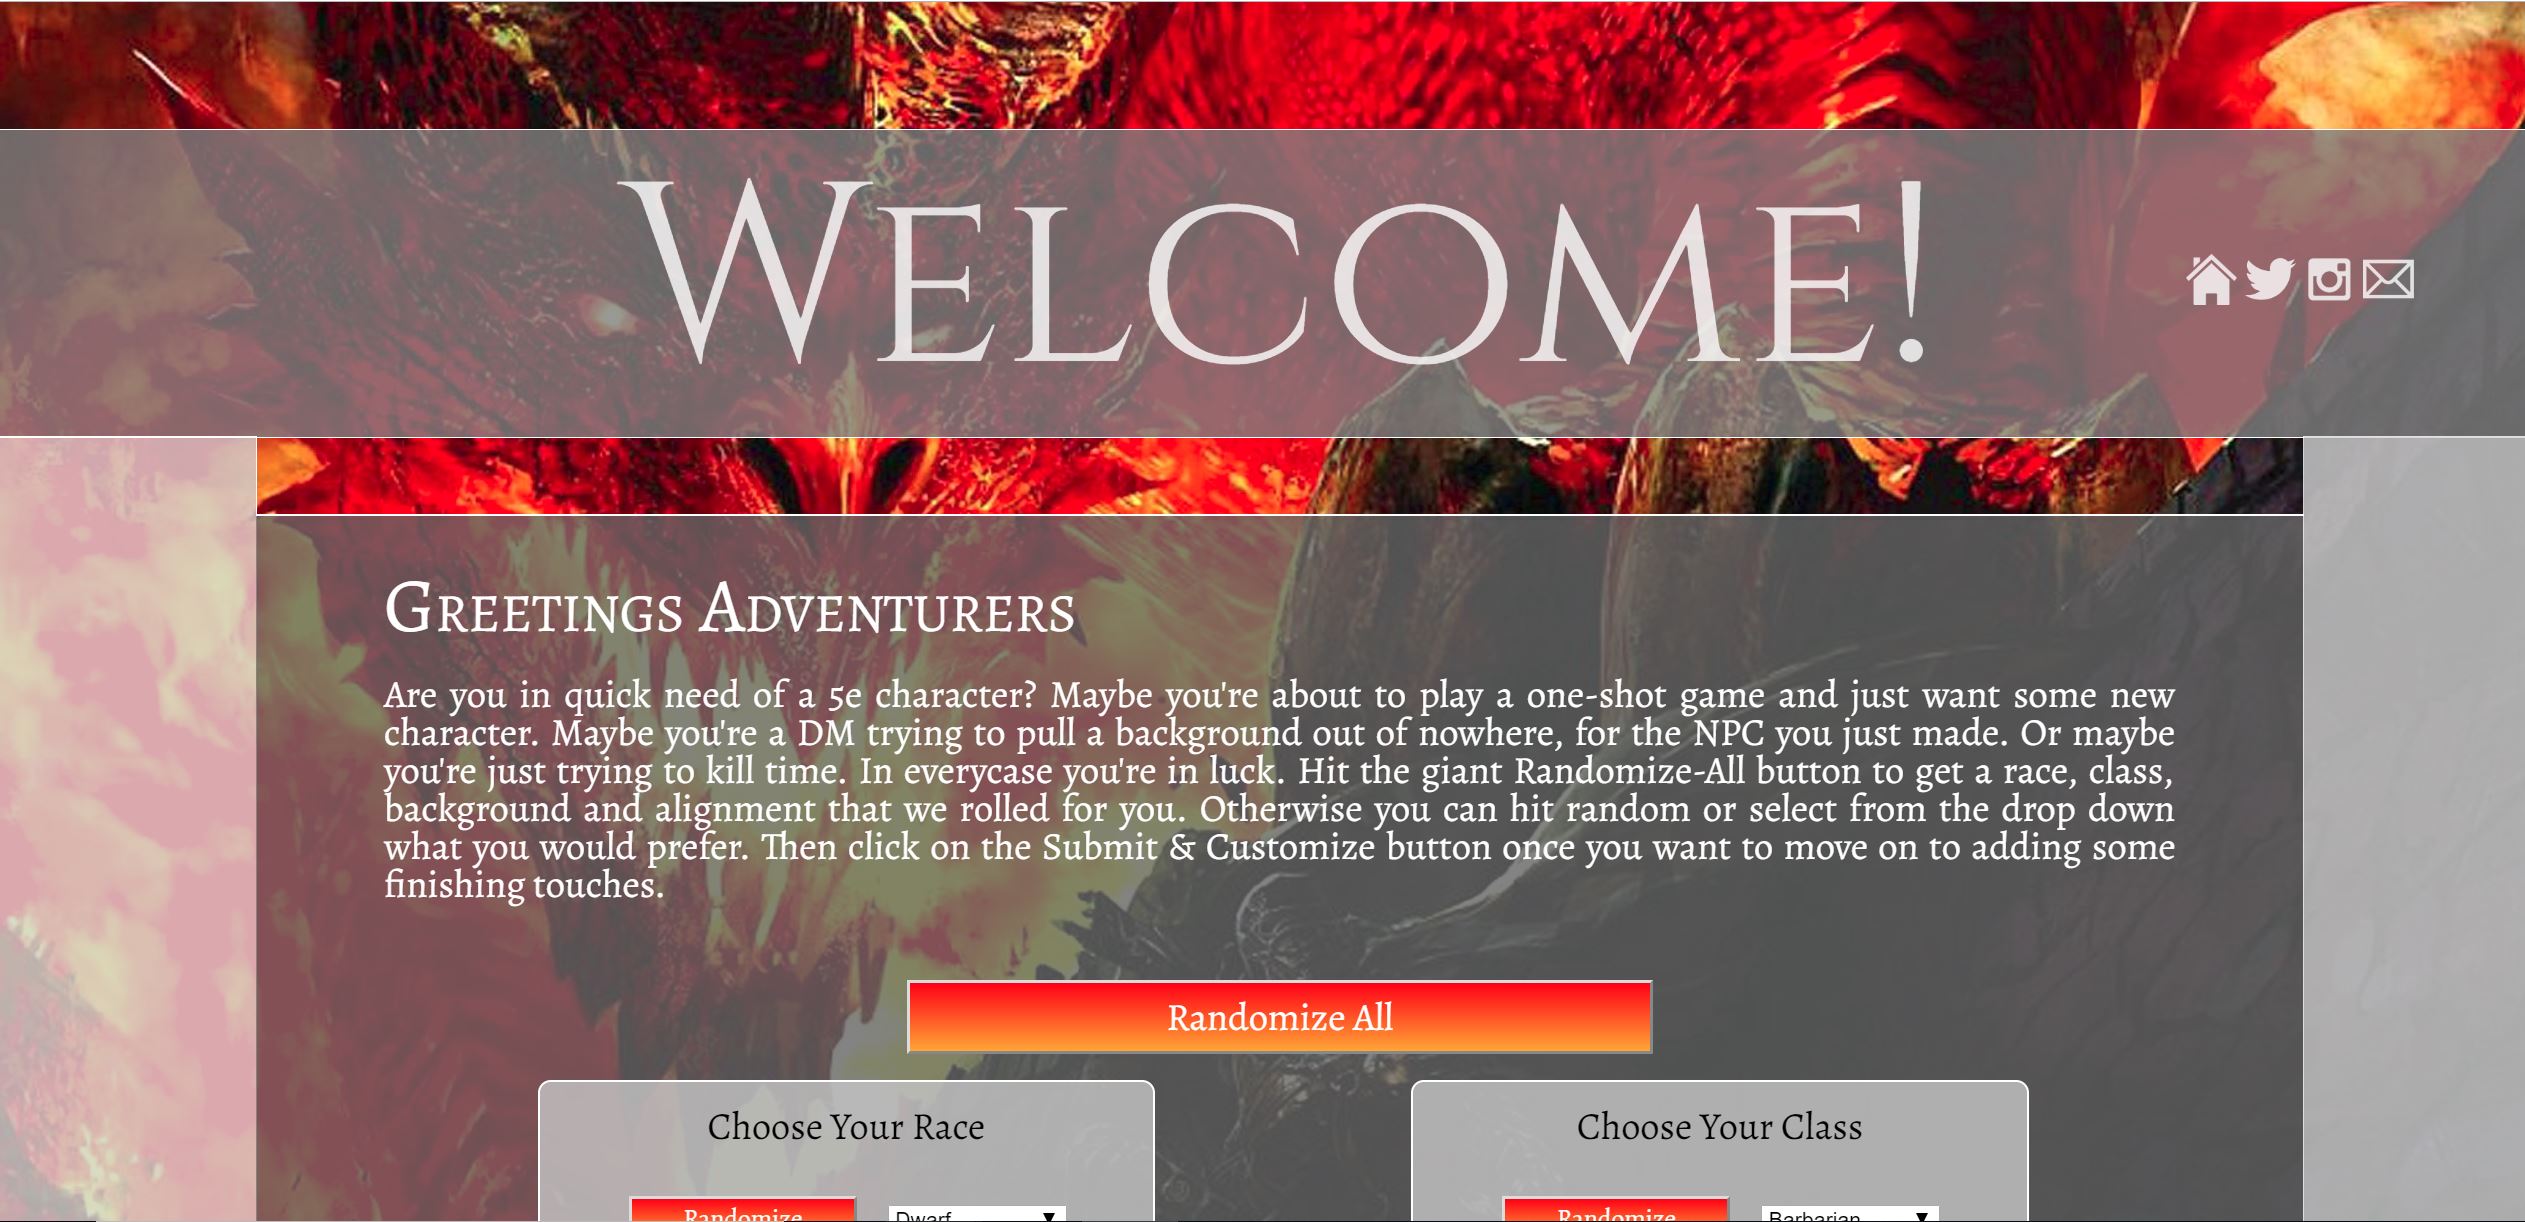 Welcome!
Greetings Adventurers
Are you in quick need of a 5e character? Maybe you're about to play a one-shot game and just want some new
character. Maybe you're a DM trying to pull a background out of nowhere, for the NPC you just made. Or maybe
you're just trying to kill time. In everycase you're in luck. Hit the giant Randomize-All button to get a race, class,
background and alignment that we rolled for you. Otherwise you can hit random or select from the drop down
what you would prefer. Then click on the Submit & Customize button once you want to move on to adding some
finishing touches.
Randomize All
Choose Your Race
Choose Your Class
Randomize Dwarf
Randomize Barbarian